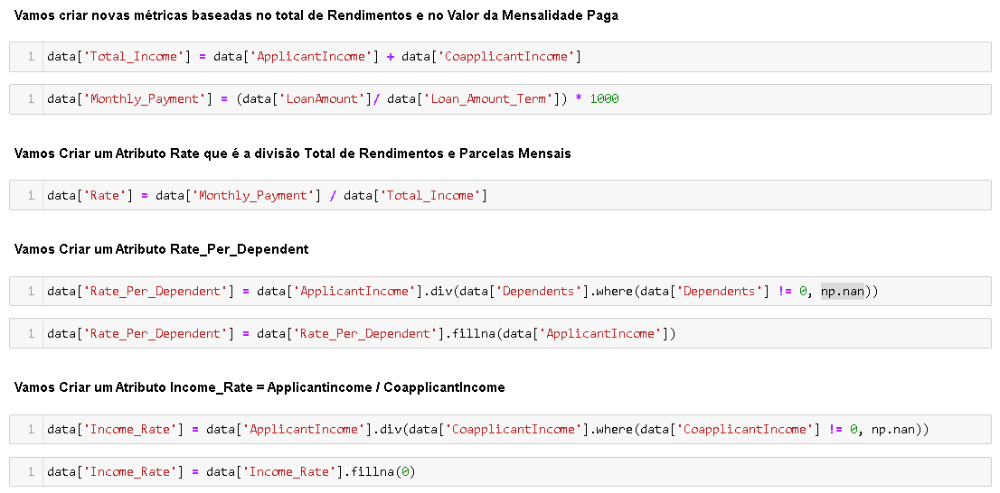 Vamos criar novas métricas baseadas no total de Rendimentos e no Valor da Mensalidade Paga
1 data['Total_Income'] = data['ApplicantIncome'] + data['CoapplicantIncome']
1 data['Monthly_Payment'] = (data['LoanAmount']/ data['Loan_Amount_Term']) * 1000
Vamos Criar um Atributo Rate que é a divisão Total de Rendimentos e Parcelas Mensais
1 data['Rate'] = data['Monthly_Payment'] / data['Total_Income']
Vamos Criar um Atributo Rate_Per_Dependent
1 data['Rate_Per_Dependent'] = data['ApplicantIncome'].div(data['Dependents'].where(data['Dependents'] != 0, np.nan))
1 data['Rate_Per_Dependent'] = data['Rate_Per_Dependent'].fillna(data['ApplicantIncome'])
Vamos Criar um Atributo Income_Rate = Applicantincome / CoapplicantIncome
1 data['Income_Rate'] = data['ApplicantIncome'].div(data['CoapplicantIncome'].where(data['CoapplicantIncome'] != 0, np.nan))
1 data['Income_Rate'] = data['Income_Rate'].fillna(0)